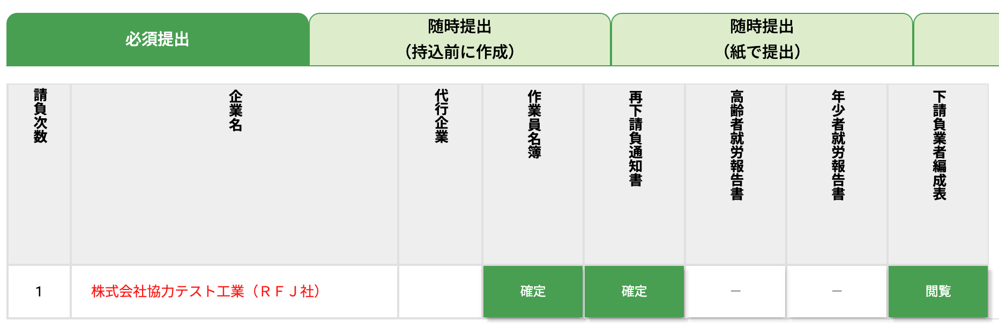 必須提出
随時提出
（持込前に作成）
随時提出
（紙で提出）
請負次数
企業名
代行企業
作業員名簿
再下請負通知書
高齢者就労報告書
年少者就労報告書
下請負業者編成表
1
株式会社協力テスト工業（ＲＦＪ社）
確定
確定
－
－
閲覧